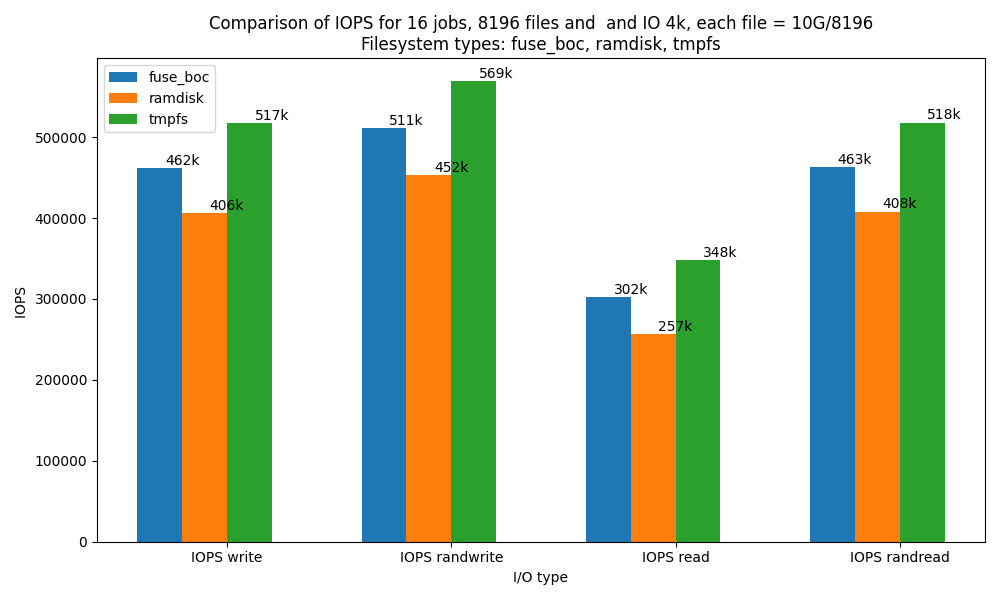 Comparison of IOPS for 16 jobs, 8196 files and  and IO 4k, each file = 10G/8196
Filesystem types: fuse_boc, ramdisk, tmpfs
fuse_boc
ramdisk
tmpfs
IOPS
500000
400000
300000
200000
100000
0
462k
406k
517k
511k
452k
569k
302k
257k
348k
463k
408k
518k
IOPS write
IOPS randwrite
IOPS read
IOPS randread
I/O type